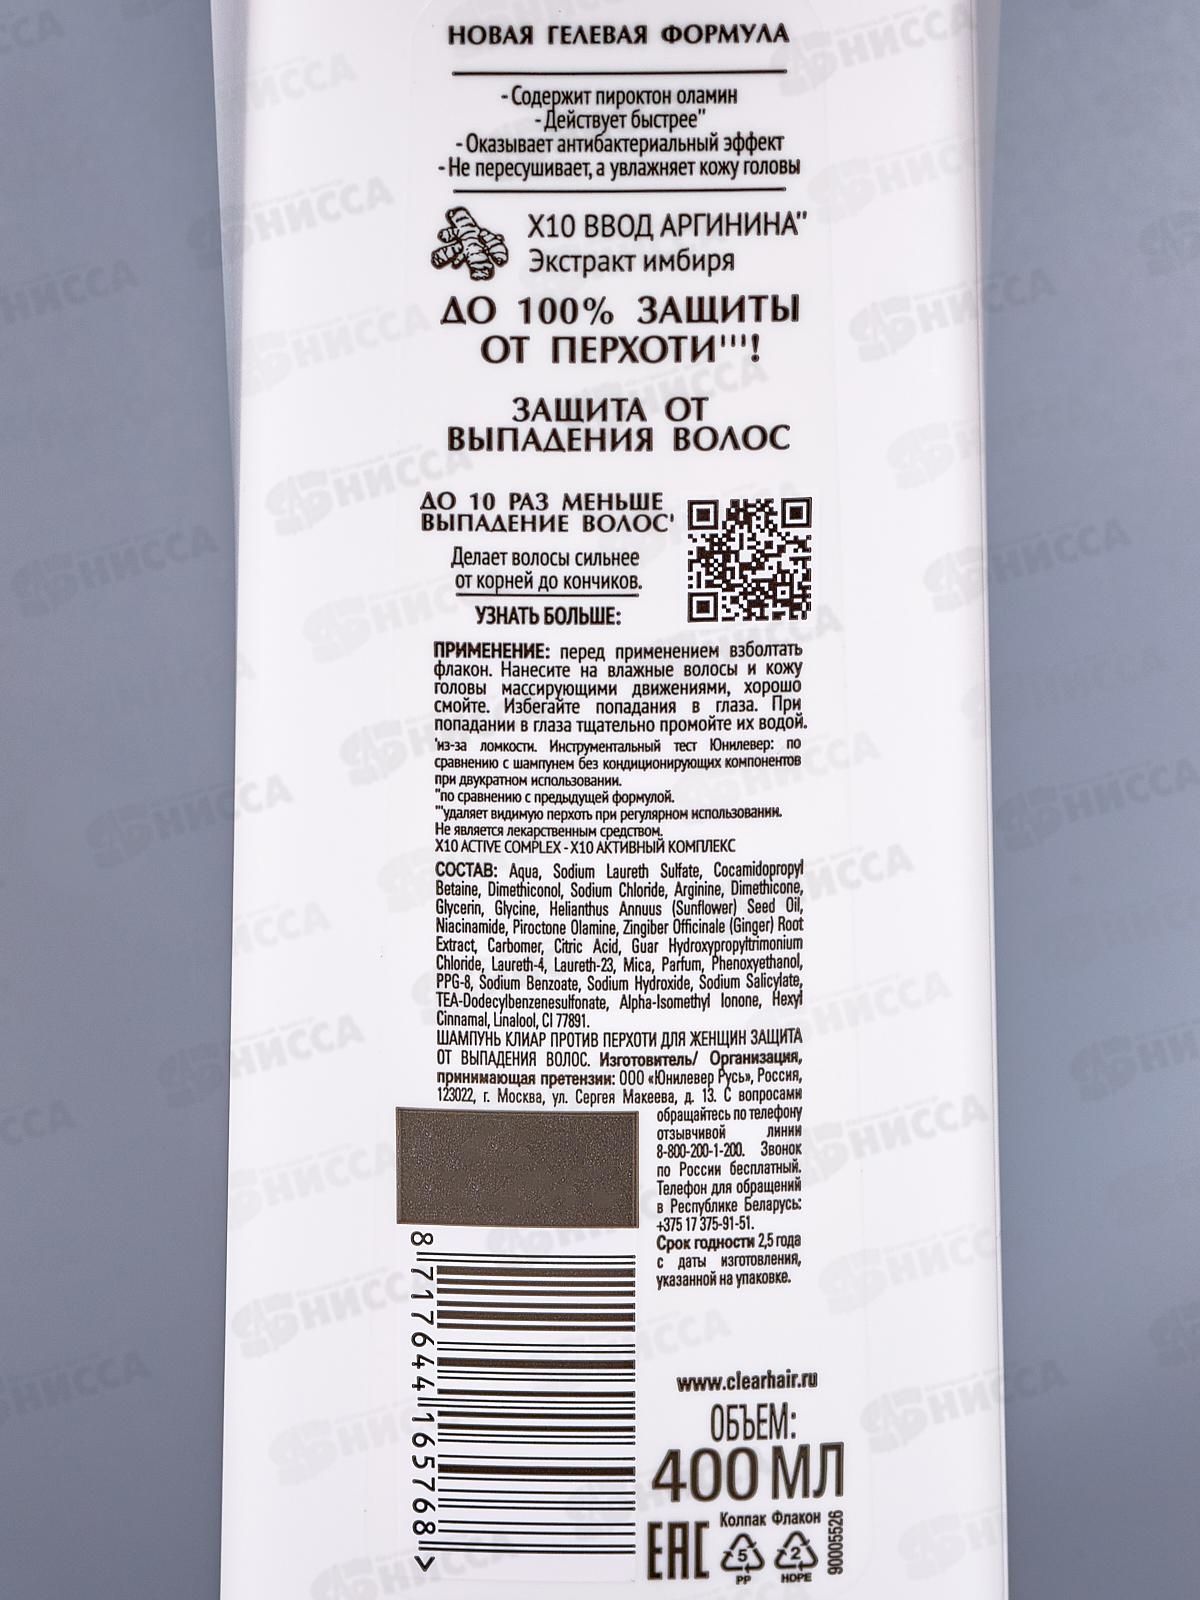 НОВАЯ ГЕЛЕВАЯ ФОРМУЛА
- Содержит пироктон оламин
- Действует быстрее"
- Оказывает антибактериальный эффект
- Не пересушивает, а увлажняет кожу головы
X10 ВВОД АРГИНИНА"
Экстракт имбиря
ДО 100% ЗАЩИТЫ
ОТ ПЕРХОТИ'''!
ЗАЩИТА ОТ
ВЫПАДЕНИЯ ВОЛОС
ДО 10 РАЗ МЕНЬШЕ
ВЫПАДЕНИЕ ВОЛОС'
Делает волосы сильнее
от корней до кончиков.
УЗНАТЬ БОЛЬШЕ:
ПРИМЕНЕНИЕ: перед применением взболтать
флакон. Нанесите на влажные волосы и кожу
головы массирующими движениями, хорошо
смойте. Избегайте попадания в глаза. При
попадании в глаза тщательно промойте их водой.
'из-за ломкости. Инструментальный тест Юнилевер: по
сравнению с шампунем без кондиционирующих компонентов
при двукратном использовании.
"по сравнению с предыдущей формулой.
'''удаляет видимую перхоть при регулярном использовании.
Не является лекарственным средством.
X10 ACTIVE COMPLEX - X10 АКТИВНЫЙ КОМПЛЕКС
СОСТАВ: Aqua, Sodium Laureth Sulfate, Cocamidopropyl
Betaine, Dimethiconol, Sodium Chloride, Arginine, Dimethicone,
Glycerin, Glycine, Helianthus Annuus (Sunflower) Seed Oil,
Niacinamide, Piroctone Olamine, Zingiber Officinale (Ginger) Root
Extract, Carbomer, Citric Acid, Guar Hydroxypropyltrimonium
Chloride, Laureth-4, Laureth-23, Mica, Parfum, Phenoxyethanol,
PPG-8, Sodium Benzoate, Sodium Hydroxide, Sodium Salicylate,
TEA-Dodecylbenzenesulfonate, Alpha-Isomethyl Ionone, Hexyl
Cinnamal, Linalool, CI 77891.
ШАМПУНЬ КЛИАР ПРОТИВ ПЕРХОТИ ДЛЯ ЖЕНЩИН ЗАЩИТА
ОТ ВЫПАДЕНИЯ ВОЛОС. Изготовитель/ Организация,
принимающая претензии: ООО «Юнилевер Русь», Россия,
123022, г. Москва, ул. Сергея Макеева, д. 13. С вопросами
обращайтесь по телефону
отзывчивой линии
8-800-200-1-200. Звонок
по России бесплатный.
Телефон для обращений
в Республике Беларусь:
+375 17 375-91-51.
Срок годности 2,5 года
с даты изготовления,
указанной на упаковке.
8 717644 165768 >
www.clearhair.ru
ОБЪЕМ:
400 МЛ
Колпак Флакон
EAC
5 2
PP HDPE
90005526
НИССА